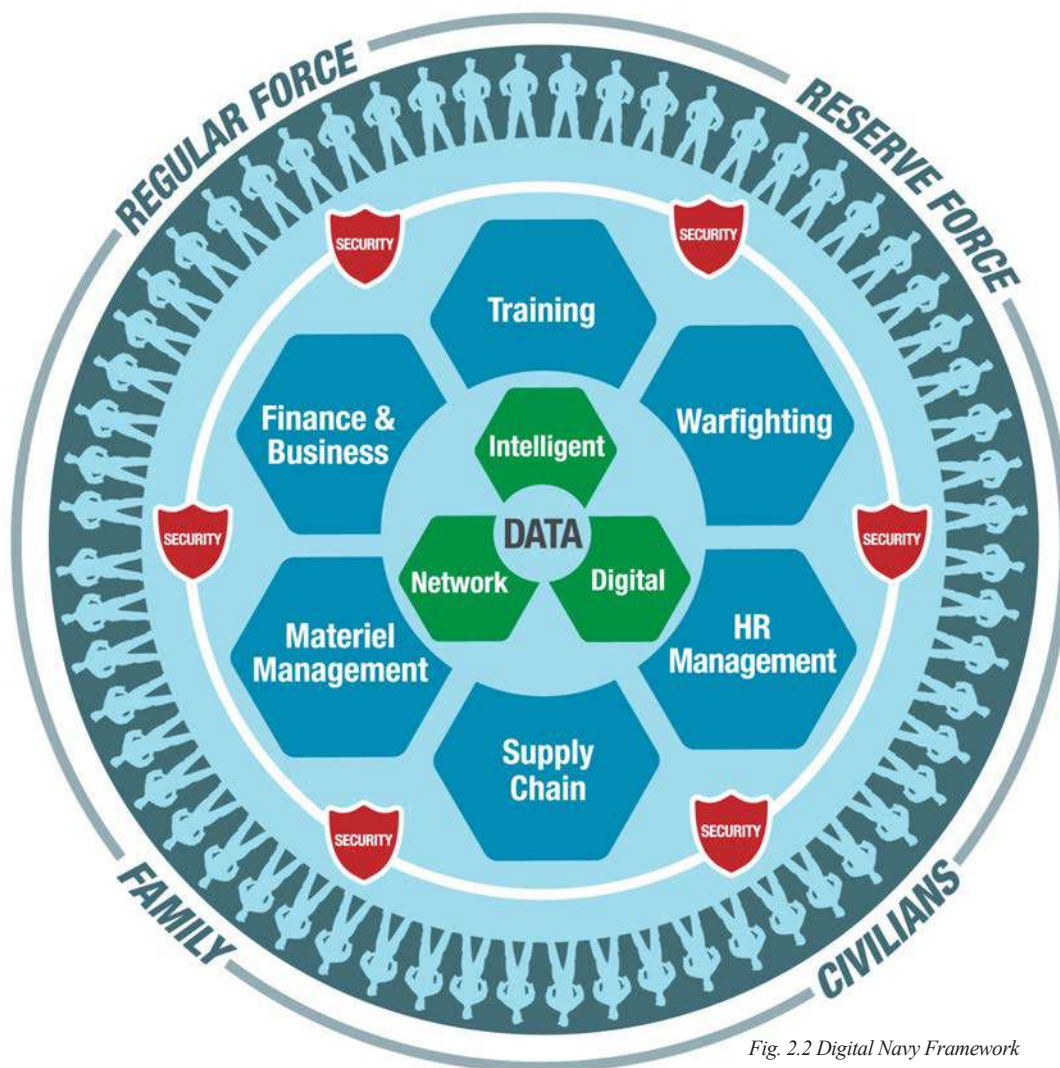 REGULAR FORCE
RESERVE FORCE
SECURITY
SECURITY
Training
Finance &
Business
Warfighting
Intelligent
SECURITY
DATA
SECURITY
Network
Digital
Materiel
Management
HR
Management
Supply
Chain
SECURITY
SECURITY
FAMILY
CIVILIANS
Fig. 2.2 Digital Navy Framework